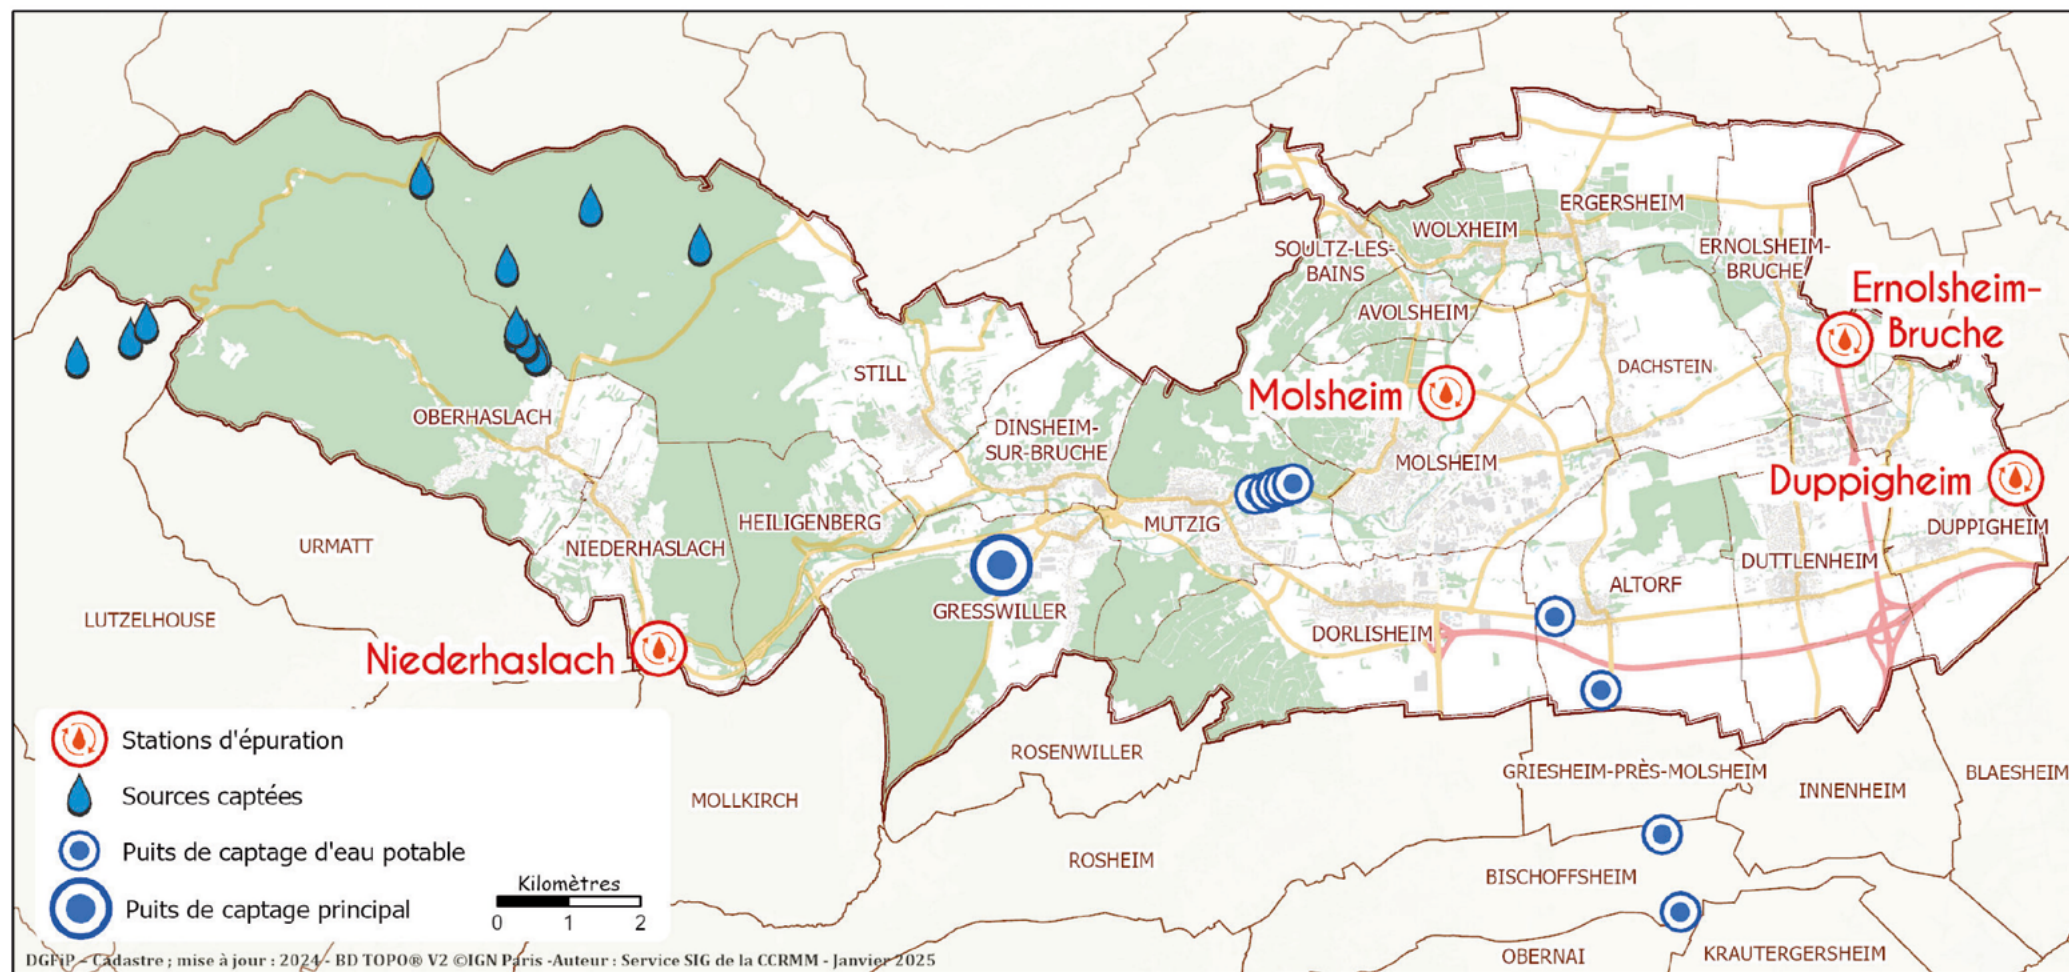 ERGERSHEIM
WOLXHEIM
SOULTZ-LES-
BAINS
ERNOLSHEIM-
BRUCHE
AVOLSHEIM
Ernolsheim-
Bruche
STILL
DACHSTEIN
Molsheim
OBERHASLACH
DINSHEIM-
SUR-BRUCHE
MOLSHEIM
Duppigheim
HEILIGENBERG
MUTZIG
DUPPIGHEIM
URMATT
NIEDERHASLACH
DUTTLENHEIM
ALTORF
GRESSWILLER
LUTZELHOUSE
DORLISHEIM
Niederhaslach
Stations d'épuration
Sources captées
Puits de captage d'eau potable
Puits de captage principal
Kilomètres
0 1 2
ROSENWILLER
GRIESHEIM-PRÈS-MOLSHEIM
BLAESHEIM
INNENHEIM
MOLLKIRCH
ROSHEIM
BISCHOFFSHEIM
OBERNAI
KRAUTERGERSHEIM
DGFiP - Cadastre ; mise à jour : 2024 - BD TOPO® V2 ©IGN Paris -Auteur : Service SIG de la CCRMM - Janvier 2025